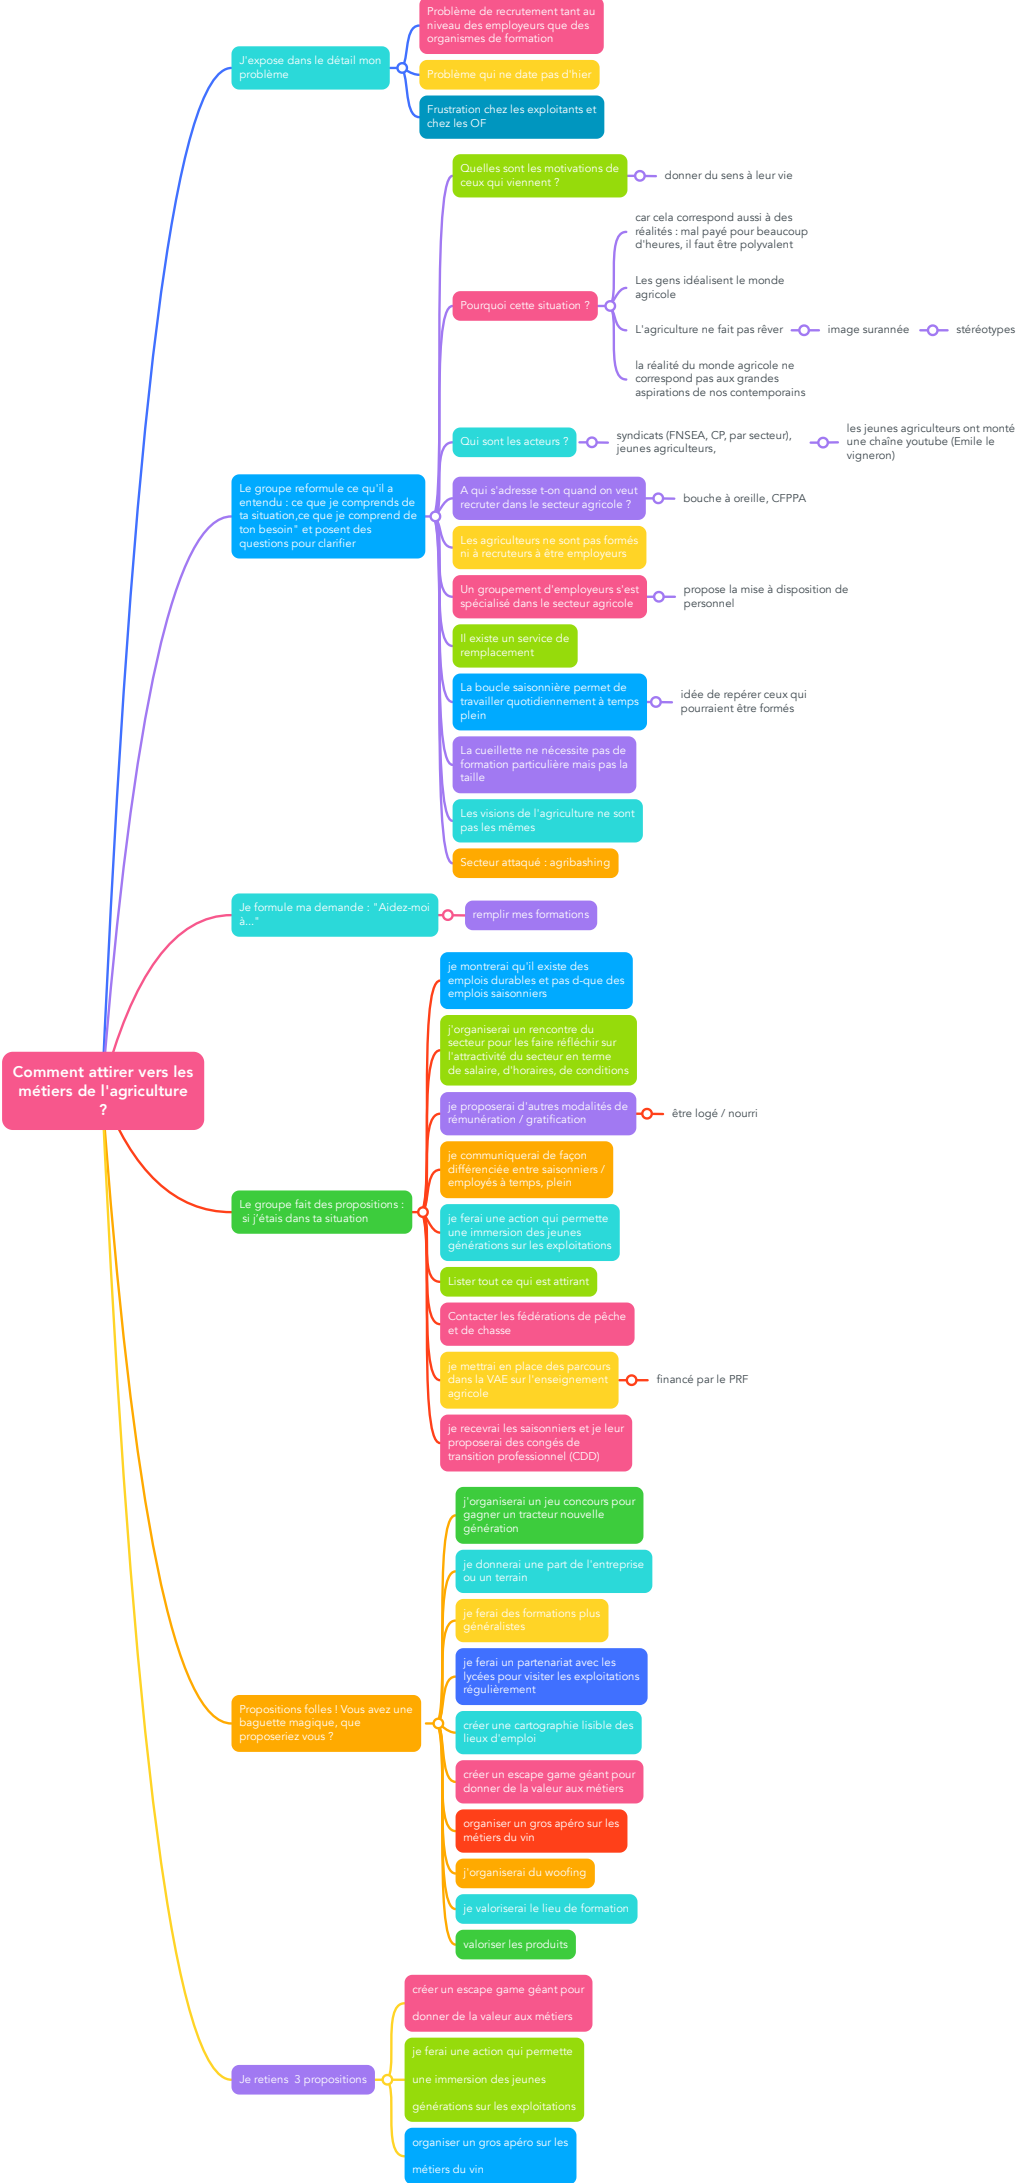 Comment attirer vers les
métiers de l'agriculture
?
J'expose dans le détail mon
problème
Problème de recrutement tant au
niveau des employeurs que des
organismes de formation
Problème qui ne date pas d'hier
Frustration chez les exploitants et
chez les OF
Le groupe reformule ce qu'il a
entendu : ce que je comprends de
ta situation,ce que je comprend de
ton besoin" et posent des
questions pour clarifier
Quelles sont les motivations de
ceux qui viennent ?
donner du sens à leur vie
Pourquoi cette situation ?
car cela correspond aussi à des
réalités : mal payé pour beaucoup
d'heures, il faut être polyvalent
Les gens idéalisent le monde
agricole
L'agriculture ne fait pas rêver
image surannée
stéréotypes
la réalité du monde agricole ne
correspond pas aux grandes
aspirations de nos contemporains
Qui sont les acteurs ?
syndicats (FNSEA, CP, par secteur),
jeunes agriculteurs,
les jeunes agriculteurs ont monté
une chaîne youtube (Emile le
vigneron)
A qui s'adresse t-on quand on veut
recruter dans le secteur agricole ?
bouche à oreille, CFPPA
Les agriculteurs ne sont pas formés
ni à recruteurs à être employeurs
Un groupement d'employeurs s'est
spécialisé dans le secteur agricole
propose la mise à disposition de
personnel
Il existe un service de
remplacement
La boucle saisonnière permet de
travailler quotidiennement à temps
plein
idée de repérer ceux qui
pourraient être formés
La cueillette ne nécessite pas de
formation particulière mais pas la
taille
Les visions de l'agriculture ne sont
pas les mêmes
Secteur attaqué : agribashing
Je formule ma demande : "Aidez-moi
à..."
remplir mes formations
Le groupe fait des propositions :
si j'étais dans ta situation
je montrerai qu'il existe des
emplois durables et pas d-que des
emplois saisonniers
j'organiserai un rencontre du
secteur pour les faire réfléchir sur
l'attractivité du secteur en terme
de salaire, d'horaires, de conditions
je proposerai d'autres modalités de
rémunération / gratification
être logé / nourri
je communiquerai de façon
différenciée entre saisonniers /
employés à temps, plein
je ferai une action qui permette
une immersion des jeunes
générations sur les exploitations
Lister tout ce qui est attirant
Contacter les fédérations de pêche
et de chasse
je mettrai en place des parcours
dans la VAE sur l'enseignement
agricole
financé par le PRF
je recevrai les saisonniers et je leur
proposerai des congés de
transition professionnel (CDD)
Propositions folles ! Vous avez une
baguette magique, que
proposeriez vous ?
j'organiserai un jeu concours pour
gagner un tracteur nouvelle
génération
je donnerai une part de l'entreprise
ou un terrain
je ferai des formations plus
généralistes
je ferai un partenariat avec les
lycées pour visiter les exploitations
régulièrement
créer une cartographie lisible des
lieux d'emploi
créer un escape game géant pour
donner de la valeur aux métiers
organiser un gros apéro sur les
métiers du vin
j'organiserai du woofing
je valoriserai le lieu de formation
valoriser les produits
Je retiens 3 propositions
créer un escape game géant pour
donner de la valeur aux métiers
je ferai une action qui permette
une immersion des jeunes
générations sur les exploitations
organiser un gros apéro sur les
métiers du vin